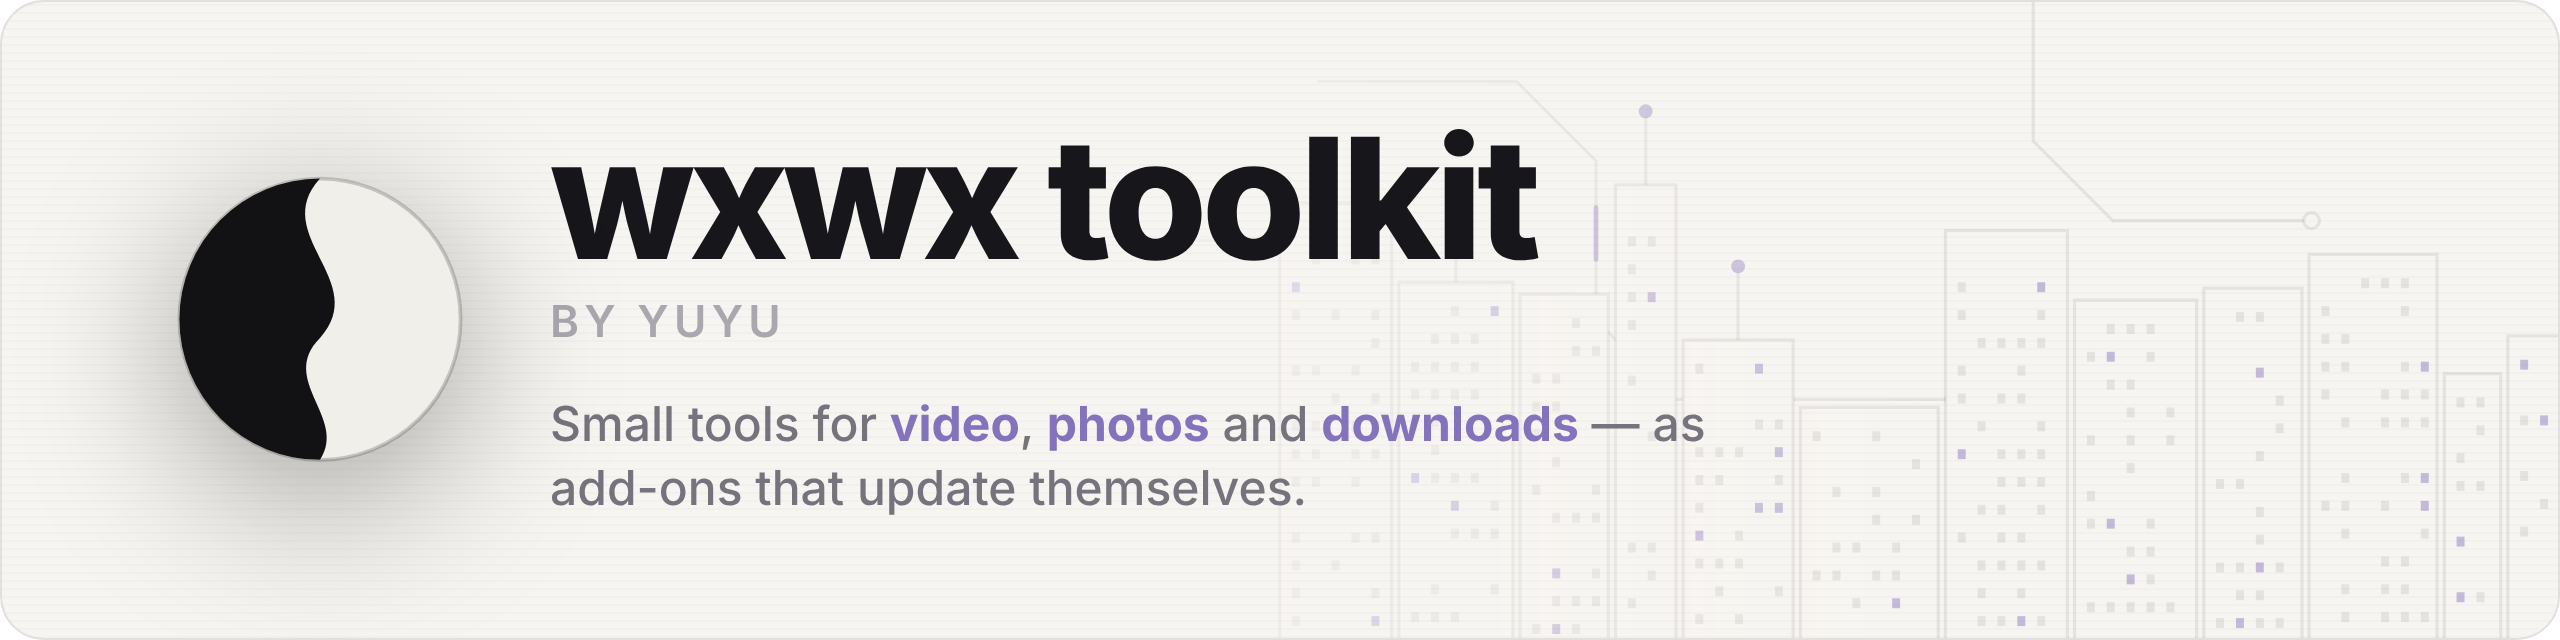 wxwx toolkit
BY YUYU
Small tools for video, photos and downloads — as
add-ons that update themselves.